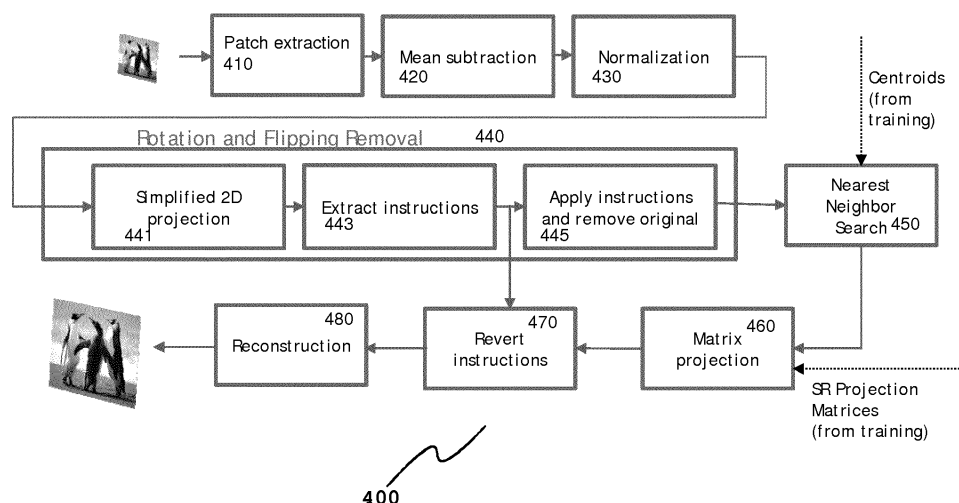 Patch extraction
410
Mean subtraction
420
Normalization
430
Centroids
(from
training)
Rotation and Flipping Removal 440
Simplified 2D
projection
441
Extract instructions
443
Apply instructions
and remove original
445
Nearest
Neighbor
Search 450
480
Reconstruction
470
Revert
instructions
460
Matrix
projection
SR Projection
Matrices
(from training)
400